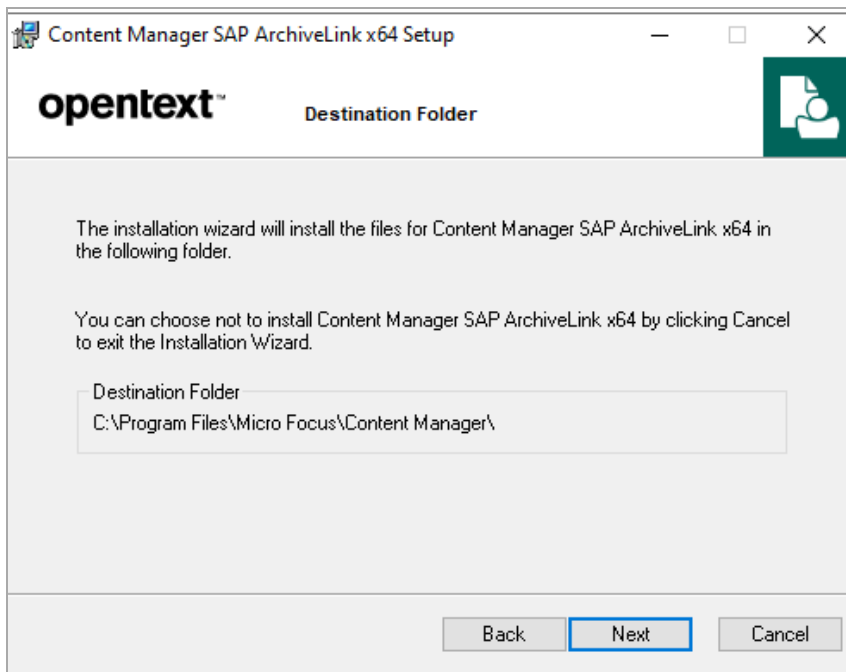 Content Manager SAP ArchiveLink x64 Setup
opentext™
Destination Folder
The installation wizard will install the files for Content Manager SAP ArchiveLink x64 in
the following folder.
You can choose not to install Content Manager SAP ArchiveLink x64 by clicking Cancel
to exit the Installation Wizard.
Destination Folder
C:\Program Files\Micro Focus\Content Manager\
Back Next Cancel